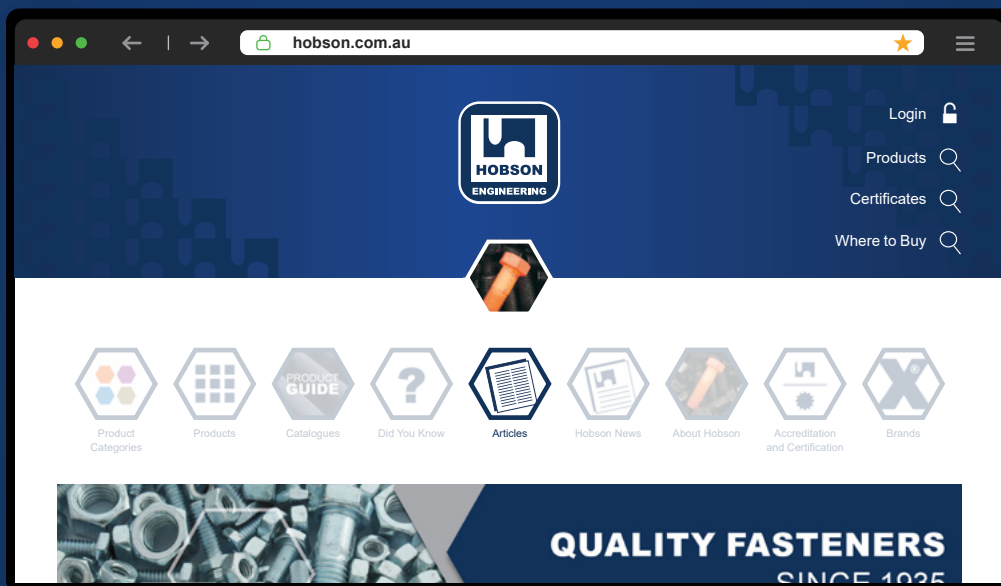 hobson.com.au
Login
Products
Certificates
Where to Buy
HOBSON
ENGINEERING
PRODUCT
GUIDE
?
X®
Product
Categories
Products
Catalogues
Did You Know
Articles
Hobson News
About Hobson
Accreditation
and Certification
Brands
QUALITY FASTENERS
SINCE 1935